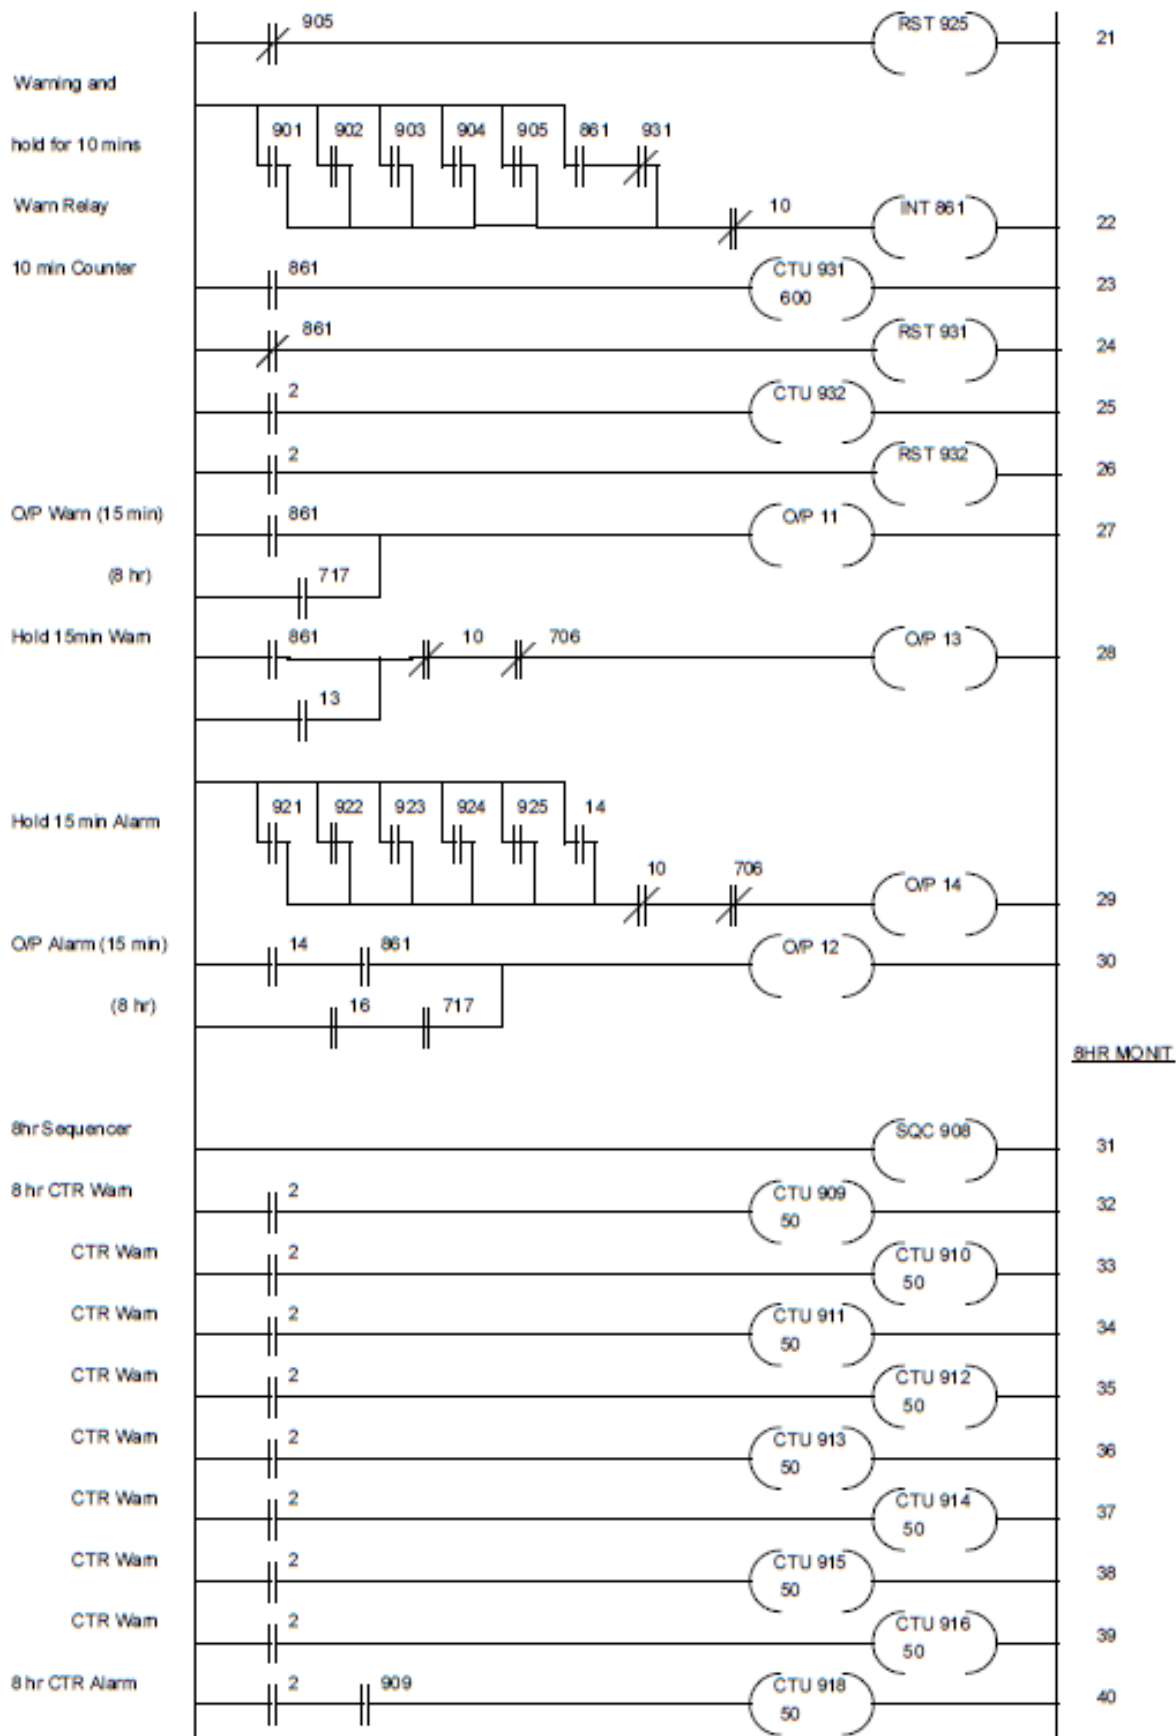 905 RST 925 21
Warning and
901 902 903 904 905 861 931
hold for 10 mins
Warn Relay 10 INT 861 22
10 min Counter 861 CTU 931 23
600
861 RST 931 24
2 CTU 932 25
2 RST 932 26
O/P Warn (15 min) 861 O/P 11 27
(8 hr) 717
Hold 15min Warn 861 10 706 O/P 13 28
13
921 922 923 924 925 14
Hold 15 min Alarm
10 706 O/P 14 29
O/P Alarm (15 min) 14 861 O/P 12 30
(8 hr) 16 717
8HR MONIT
8hr Sequencer SQC 908 31
8 hr CTR Warn 2 CTU 909 32
50
CTR Warn 2 CTU 910 33
50
CTR Warn 2 CTU 911 34
50
CTR Warn 2 CTU 912 35
50
CTR Warn 2 CTU 913 36
50
CTR Warn 2 CTU 914 37
50
CTR Warn 2 CTU 915 38
50
CTR Warn 2 CTU 916 39
50
8 hr CTR Alarm 2 909 CTU 918 40
50